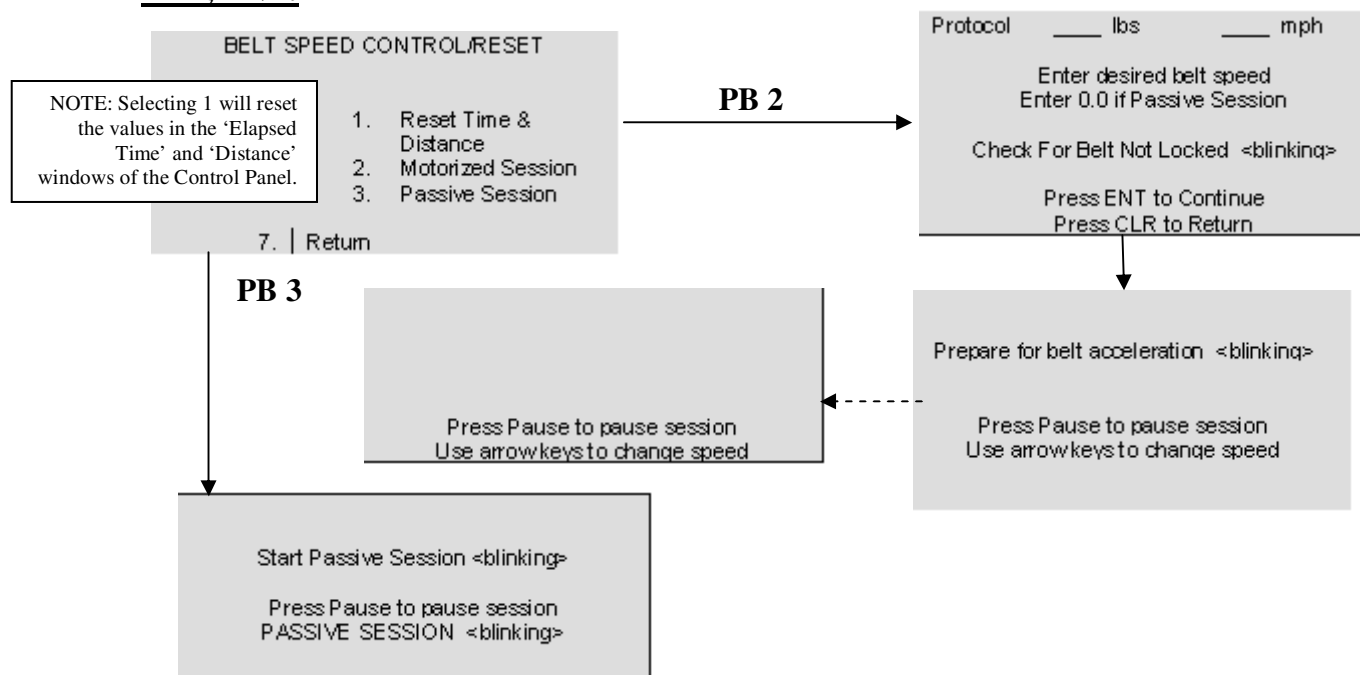 BELT SPEED CONTROL/RESET
NOTE: Selecting 1 will reset
the values in the ‘Elapsed
Time’ and ‘Distance’
windows of the Control Panel.
1. Reset Time &
Distance
2. Motorized Session
3. Passive Session
7. | Return
PB 2
Protocol ____ lbs ____ mph
Enter desired belt speed
Enter 0.0 if Passive Session
Check For Belt Not Locked <blinking>
Press ENT to Continue
Press CLR to Return
PB 3
Prepare for belt acceleration <blinking>
Press Pause to pause session
Use arrow keys to change speed
Press Pause to pause session
Use arrow keys to change speed
Start Passive Session <blinking>
Press Pause to pause session
PASSIVE SESSION <blinking>